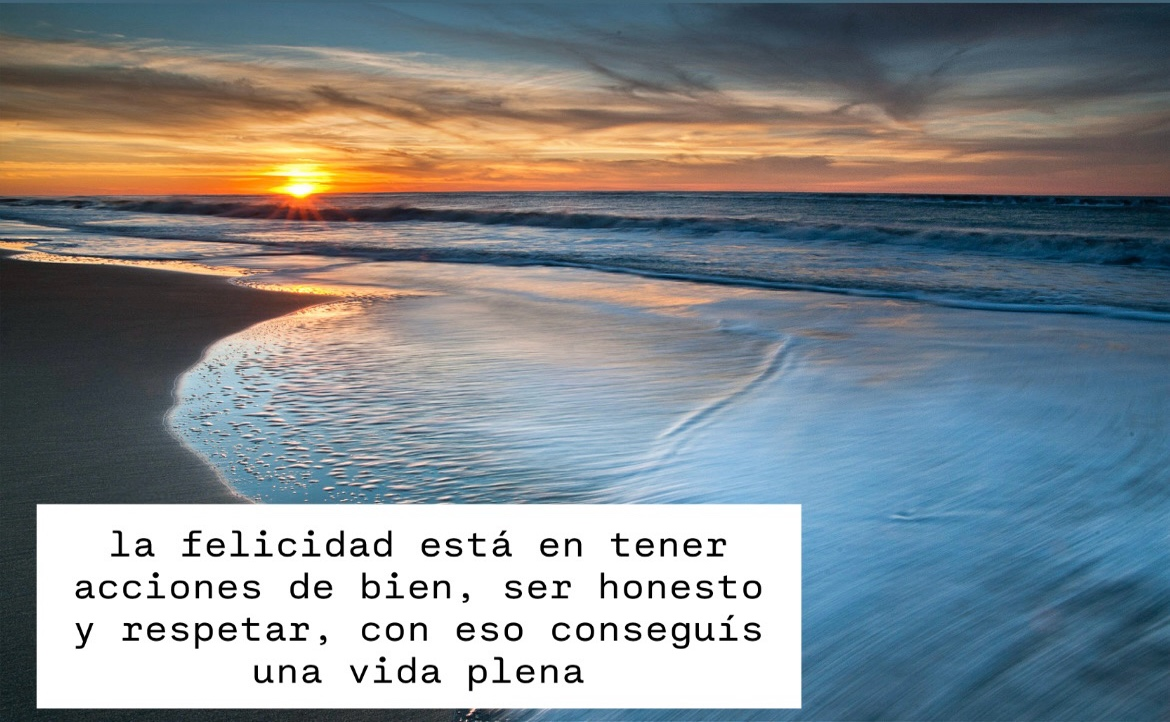 la felicidad está en tener
acciones de bien, ser honesto
y respetar, con eso conseguís
una vida plena